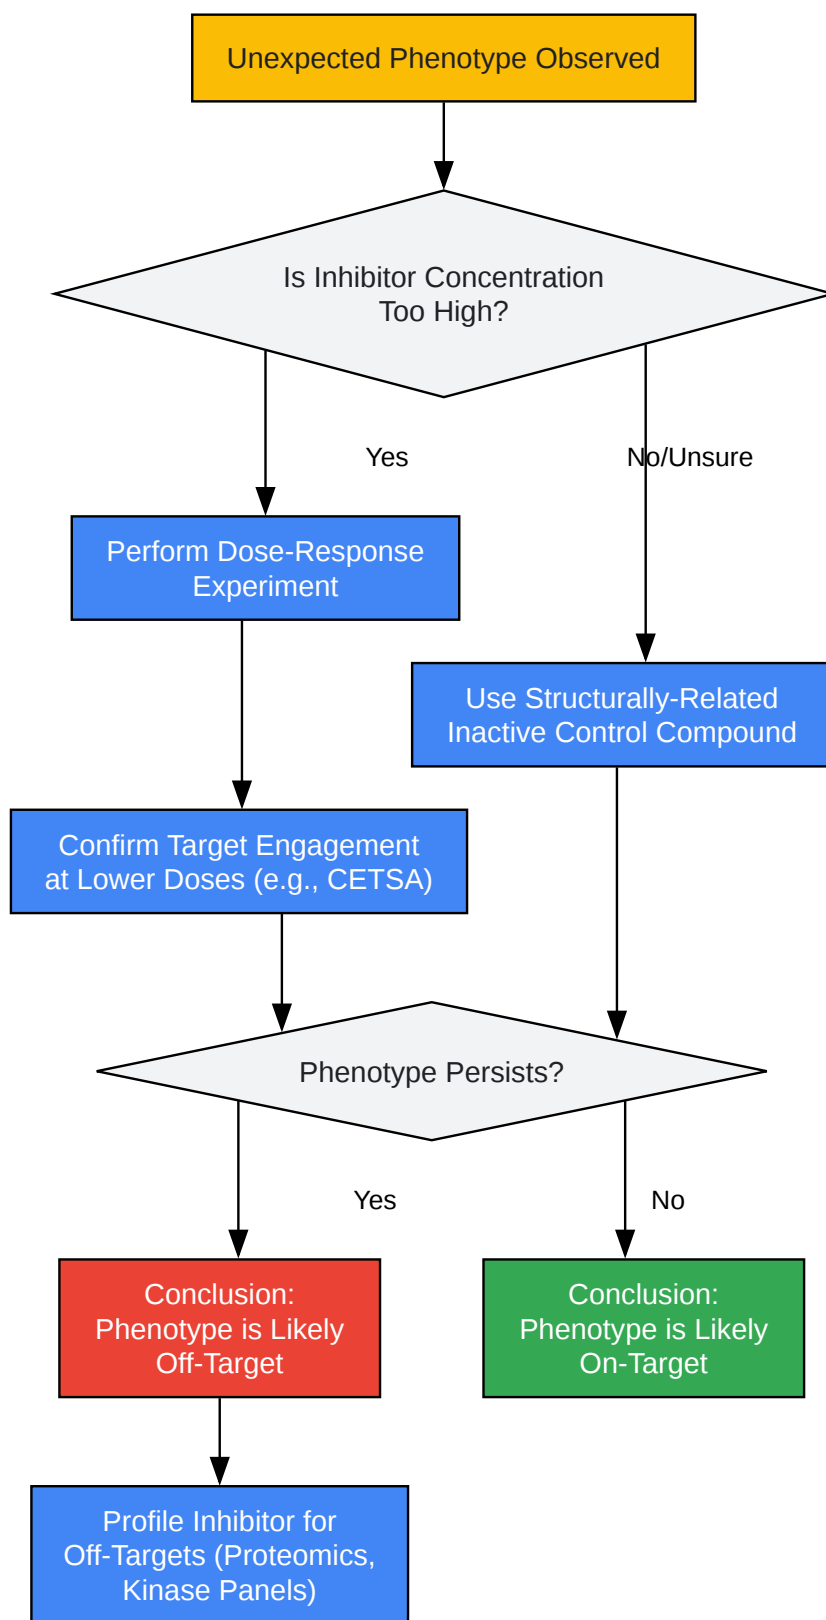 Unexpected Phenotype Observed
Is Inhibitor Concentration
Too High?
Yes
No/Unsure
Perform Dose-Response
Experiment
Use Structurally-Related
Inactive Control Compound
Confirm Target Engagement
at Lower Doses (e.g., CETSA)
Phenotype Persists?
Yes
No
Conclusion:
Phenotype is Likely
Off-Target
Conclusion:
Phenotype is Likely
On-Target
Profile Inhibitor for
Off-Targets (Proteomics,
Kinase Panels)